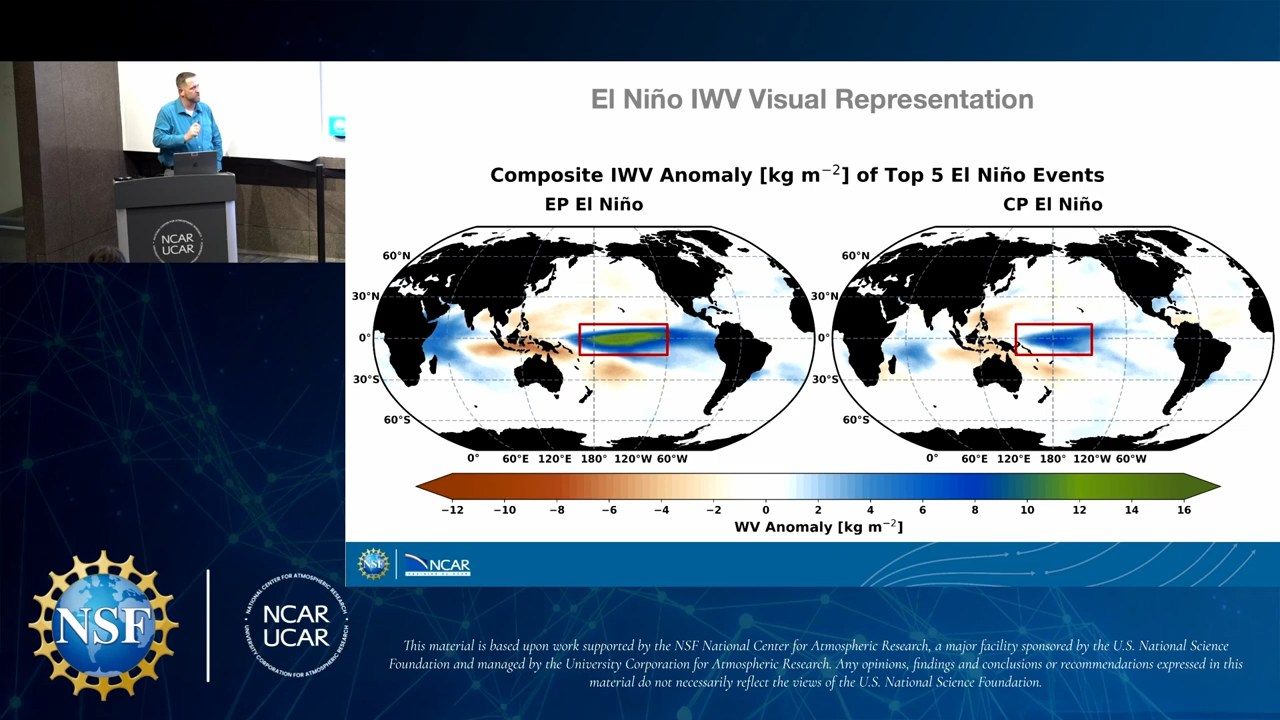 El Niño IWV Visual Representation
Composite IWV Anomaly [kg m−2] of Top 5 El Niño Events
EP El Niño
CP El Niño
60°N
30°N
0°
30°S
60°S
0° 60°E 120°E 180° 120°W 60°W
60°N
30°N
0°
30°S
60°S
0° 60°E 120°E 180° 120°W 60°W
−12 −10 −8 −6 −4 −2 0 2 4 6 8 10 12 14 16
WV Anomaly [kg m−2]
NCAR
UCAR
NSF
NCAR
NSF
NATIONAL CENTER FOR ATMOSPHERIC RESEARCH
NCAR
UCAR
UNIVERSITY CORPORATION FOR ATMOSPHERIC RESEARCH
This material is based upon work supported by the NSF National Center for Atmospheric Research, a major facility sponsored by the U.S. National Science
Foundation and managed by the University Corporation for Atmospheric Research. Any opinions, findings and conclusions or recommendations expressed in this
material do not necessarily reflect the views of the U.S. National Science Foundation.